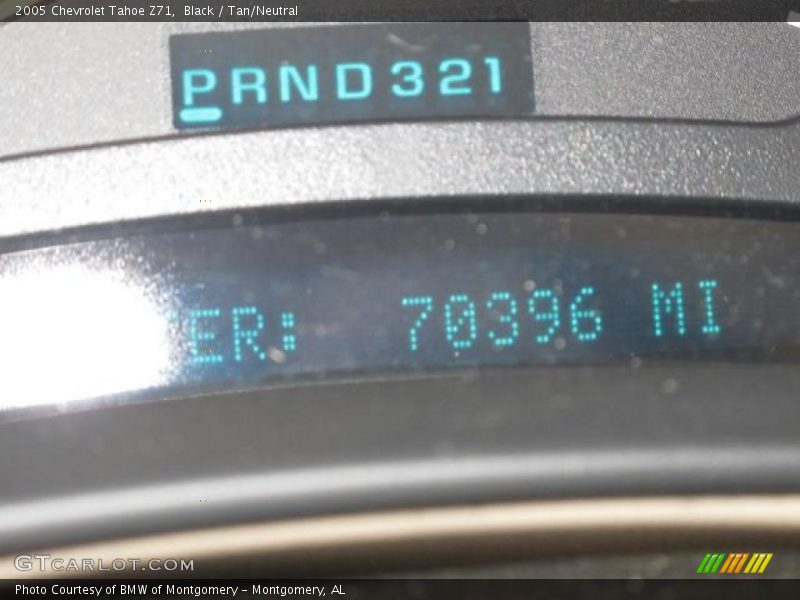 2005 Chevrolet Tahoe Z71, Black / Tan/Neutral
PRND321
ER: 70396 MI
GTCARLOT.COM
Photo Courtesy of BMW of Montgomery - Montgomery, AL